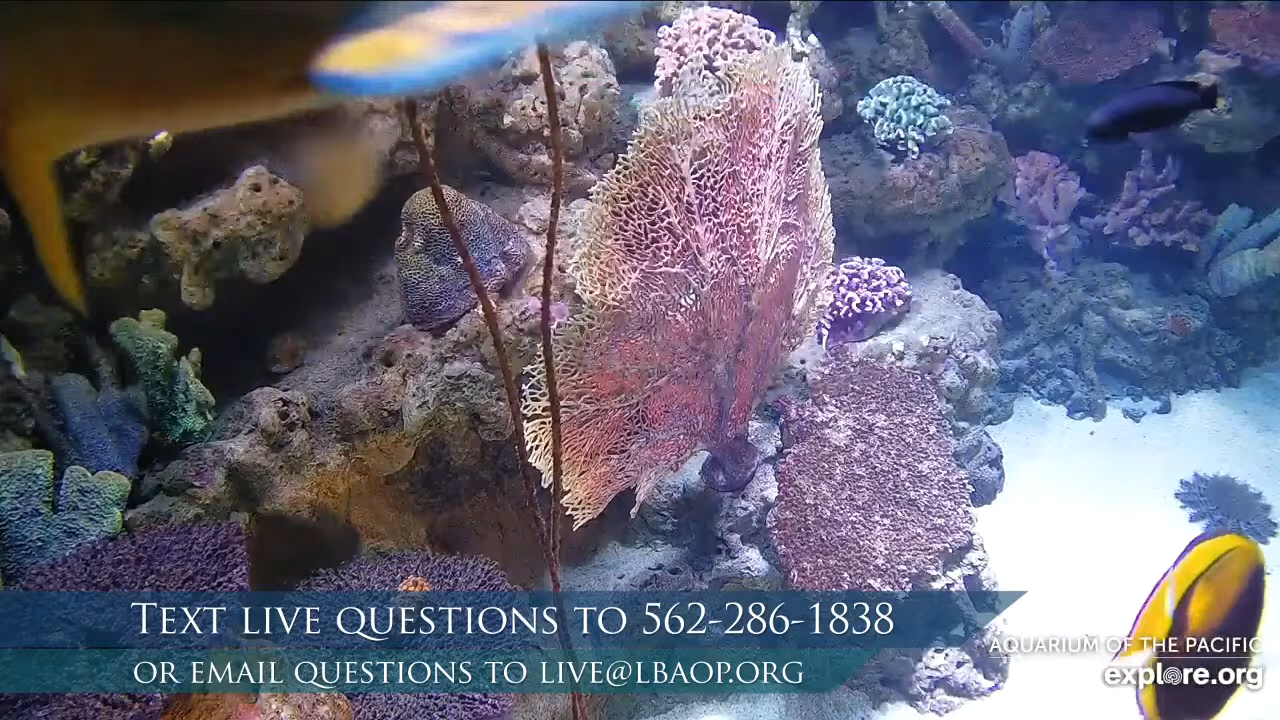 Text live questions to 562-286-1838
or email questions to live@lbaop.org
AQUARIUM OF THE PACIFIC
explore.org